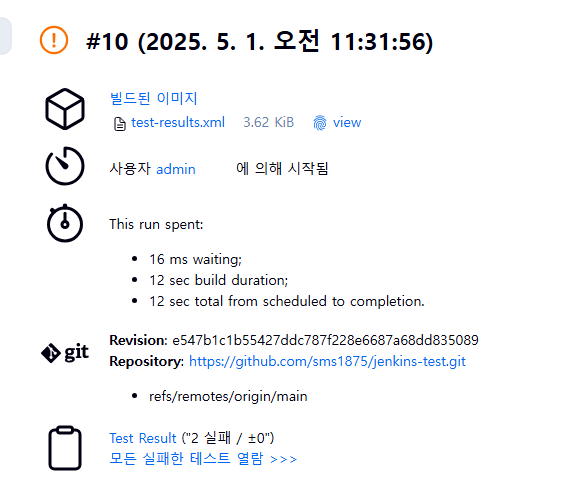 #10 (2025. 5. 1. 오전 11:31:56)
빌드된 이미지
test-results.xml 3.62 KiB view
사용자 admin 에 의해 시작됨
This run spent:
• 16 ms waiting;
• 12 sec build duration;
• 12 sec total from scheduled to completion.
git
Revision: e547b1c1b55427ddc787f228e6687a68dd835089
Repository: https://github.com/sms1875/jenkins-test.git
• refs/remotes/origin/main
Test Result ("2 실패 / ±0")
모든 실패한 테스트 열람 >>>